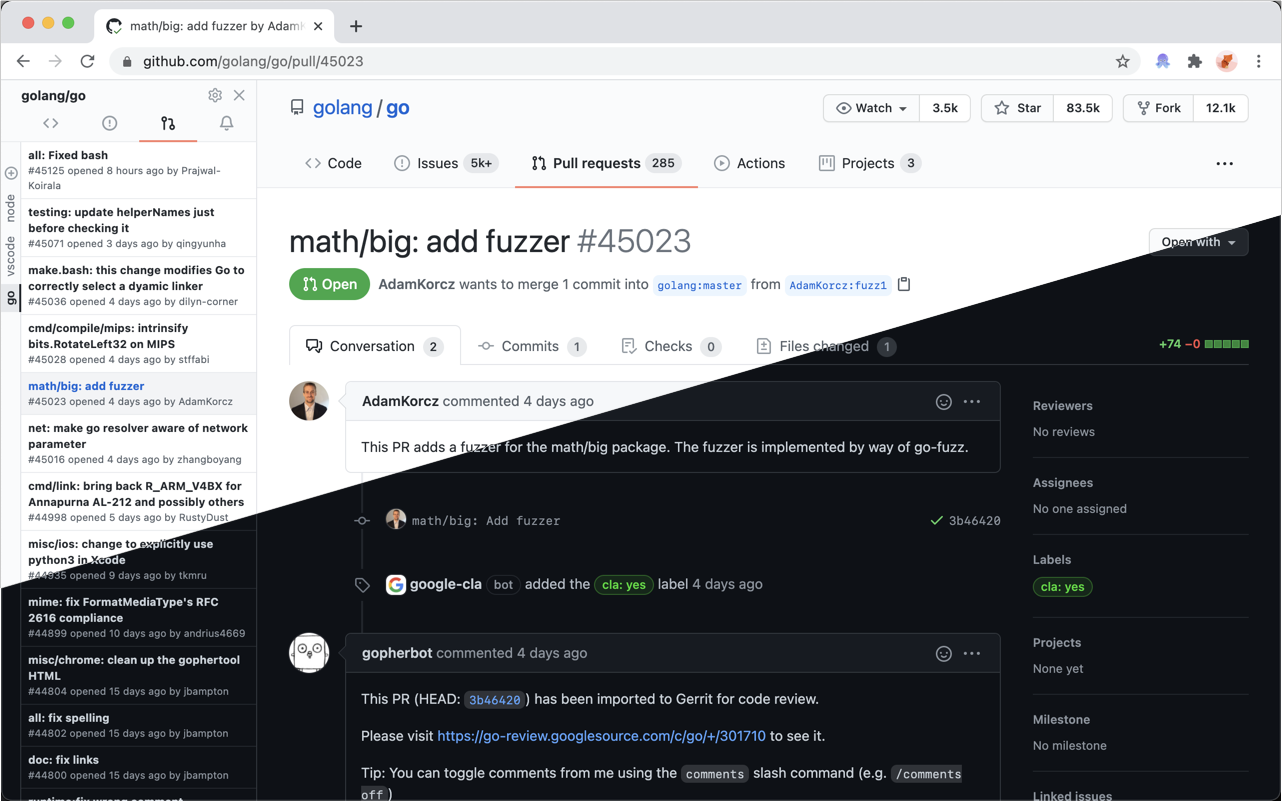 math/big: add fuzzer by Adam
github.com/golang/go/pull/45023
golang/go
node
vscode
go
all: Fixed bash
#45125 opened 8 hours ago by Prajwal-
Koirala
testing: update helperNames just
before checking it
#45071 opened 3 days ago by qingyunha
make.bash: this change modifies Go to
correctly select a dyamic linker
#45036 opened 4 days ago by dilyn-corner
cmd/compile/mips: intrinsify
bits.RotateLeft32 on MIPS
#45028 opened 4 days ago by stffabi
math/big: add fuzzer
#45023 opened 4 days ago by AdamKorcz
net: make go resolver aware of network
parameter
#45016 opened 4 days ago by zhangboyang
cmd/link: bring back R_ARM_V4BX for
Annapurna AL-212 and possibly others
#44998 opened 5 days ago by RustyDust
misc/ios: change to explicitly use
python3 in Xcode
#44935 opened 9 days ago by tkmru
mime: fix FormatMediaType's RFC
2616 compliance
#44899 opened 10 days ago by andrius4669
misc/chrome: clean up the gophertool
HTML
#44804 opened 15 days ago by jbampton
all: fix spelling
#44802 opened 15 days ago by jbampton
doc: fix links
#44800 opened 15 days ago by jbampton
runtime:fix wrong comment
golang / go
Watch 3.5k Star 83.5k Fork 12.1k
Code Issues 5k+ Pull requests 285 Actions Projects 3
math/big: add fuzzer #45023
Open with
Open AdamKorcz wants to merge 1 commit into golang:master from AdamKorcz:fuzz1
Conversation 2 Commits 1 Checks 0 Files changed 1
+74 −0
AdamKorcz commented 4 days ago
This PR adds a fuzzer for the math/big package. The fuzzer is implemented by way of go-fuzz.
math/big: Add fuzzer 3b46420
google-cla bot added the cla: yes label 4 days ago
gopherbot commented 4 days ago
This PR (HEAD: 3b46420 ) has been imported to Gerrit for code review.
Please visit https://go-review.googlesource.com/c/go/+/301710 to see it.
Tip: You can toggle comments from me using the comments slash command (e.g. /comments
off )
Reviewers
No reviews
Assignees
No one assigned
Labels
cla: yes
Projects
None yet
Milestone
No milestone
Linked issues